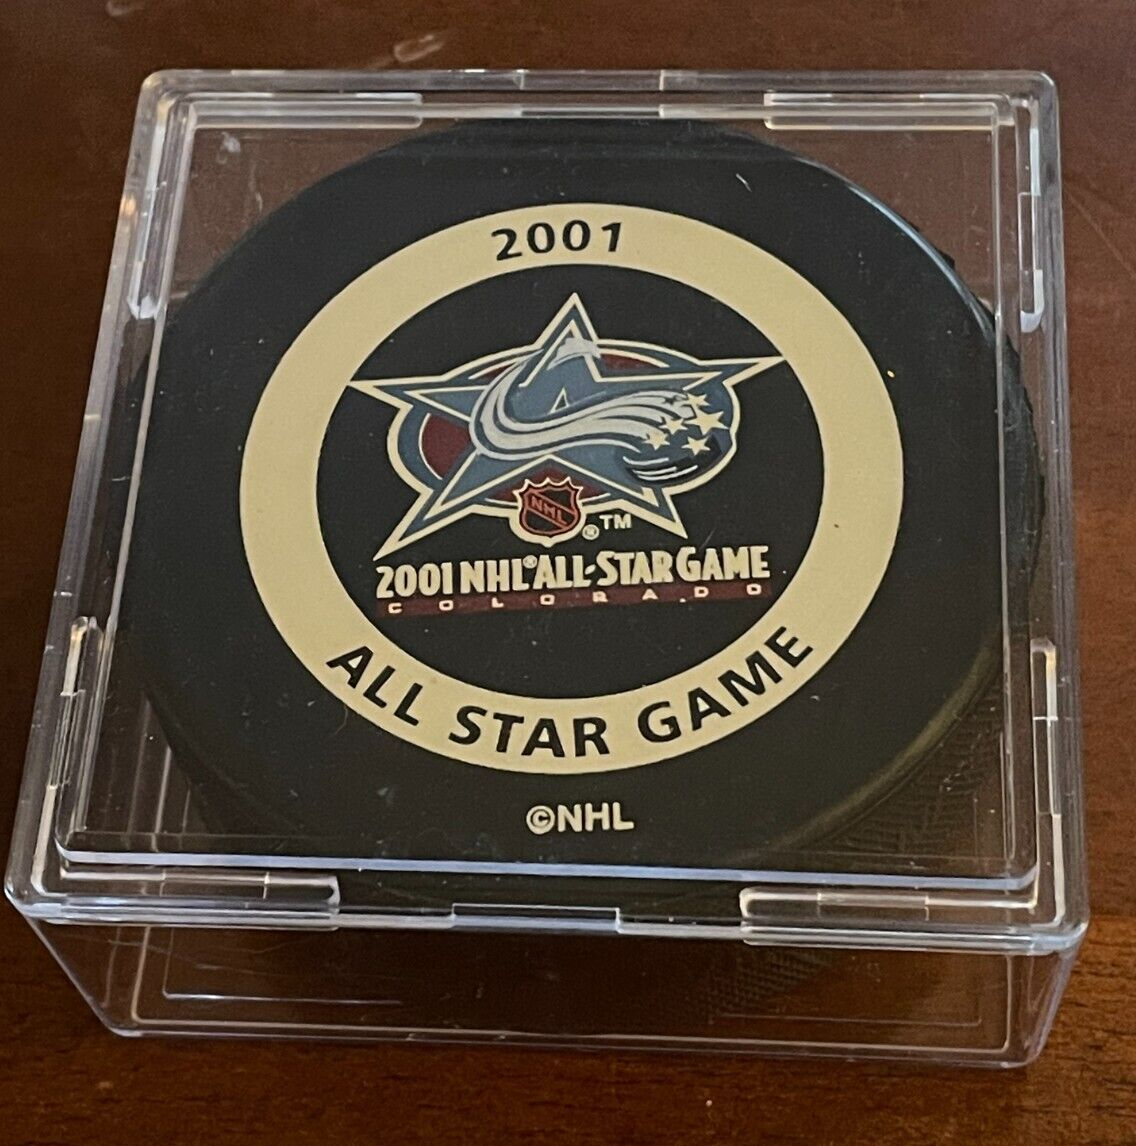 2001
NHL
® TM
2001 NHL® ALL-STAR GAME
COLORADO
ALL STAR GAME
©NHL